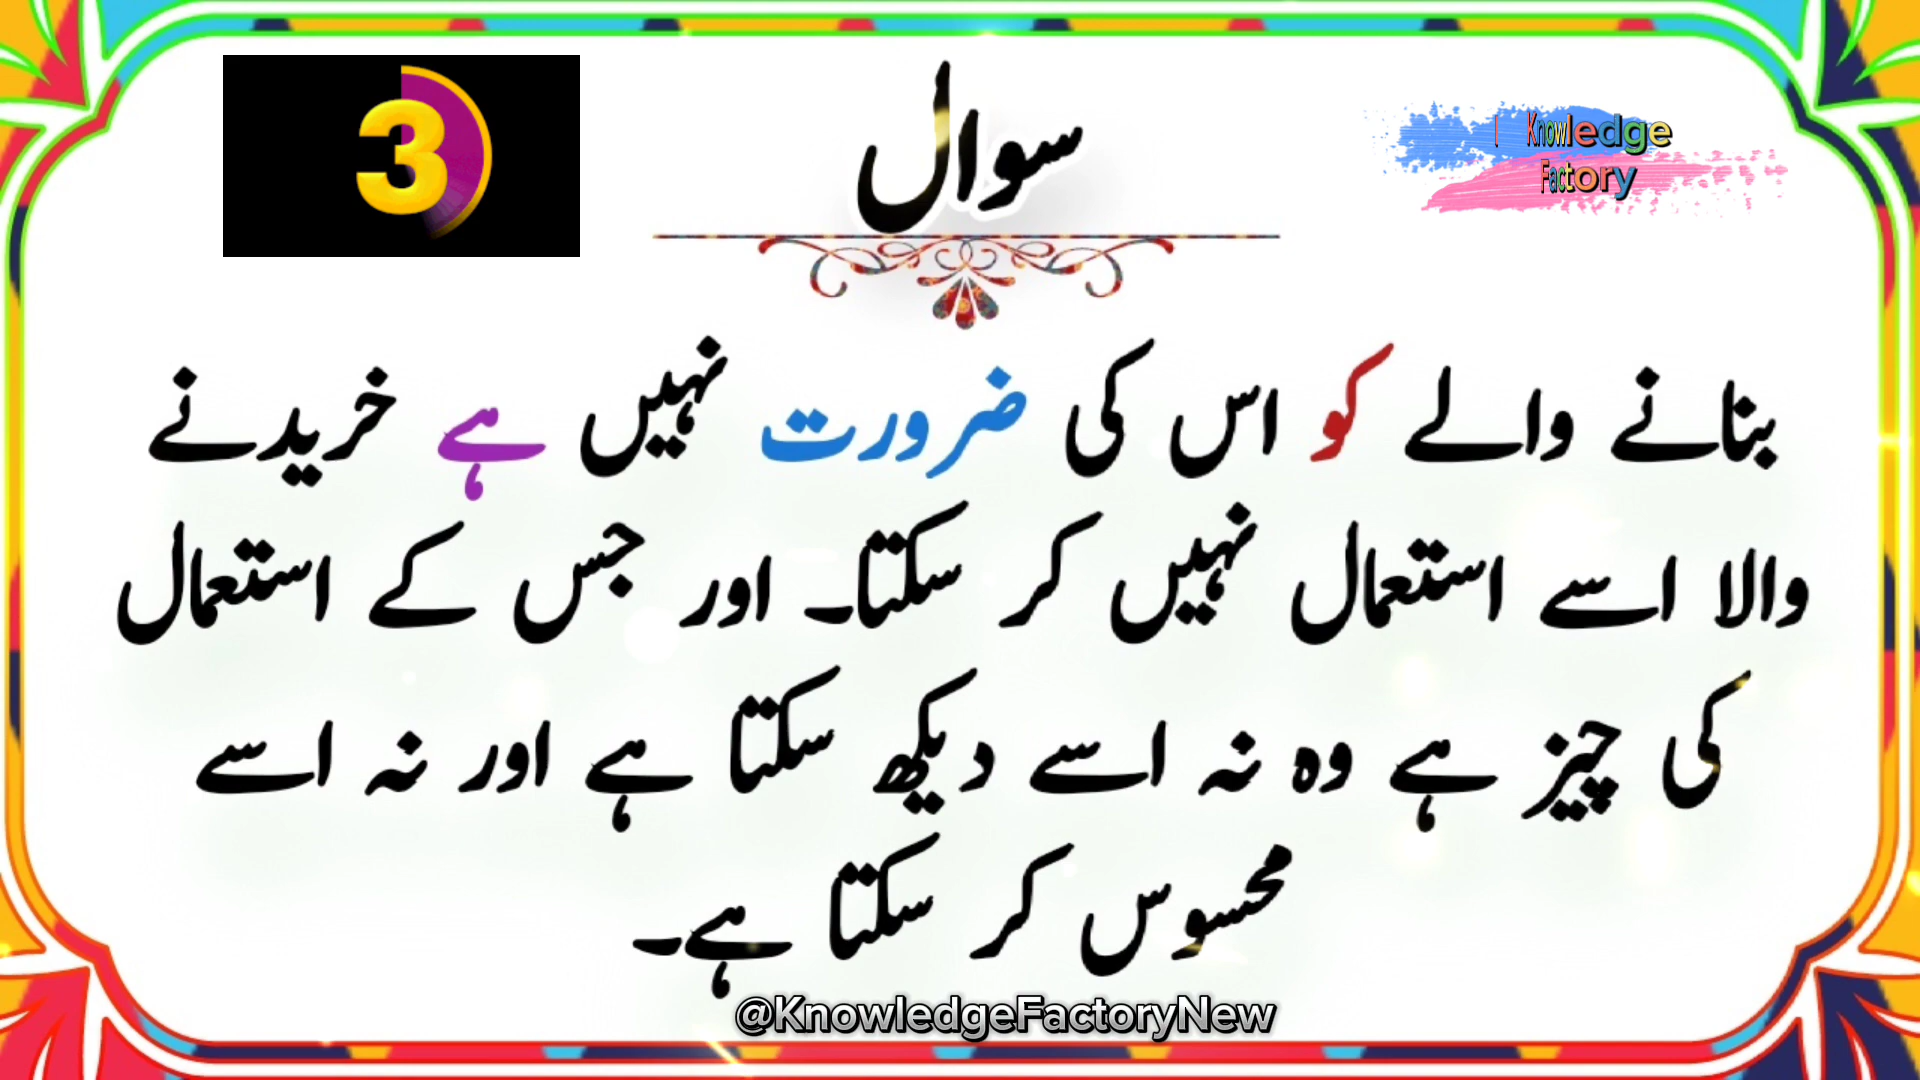 3
سوال
I Knowledge
Factory
بنانے والے کو اس کی ضرورت نہیں ہے خریدنے
والا اسے استعمال نہیں کر سکتا۔ اور جس کے استعمال
کی چیز ہے وہ نہ اسے دیکھ سکتا ہے اور نہ اسے
محسوس کر سکتا ہے۔
@KnowledgeFactoryNew